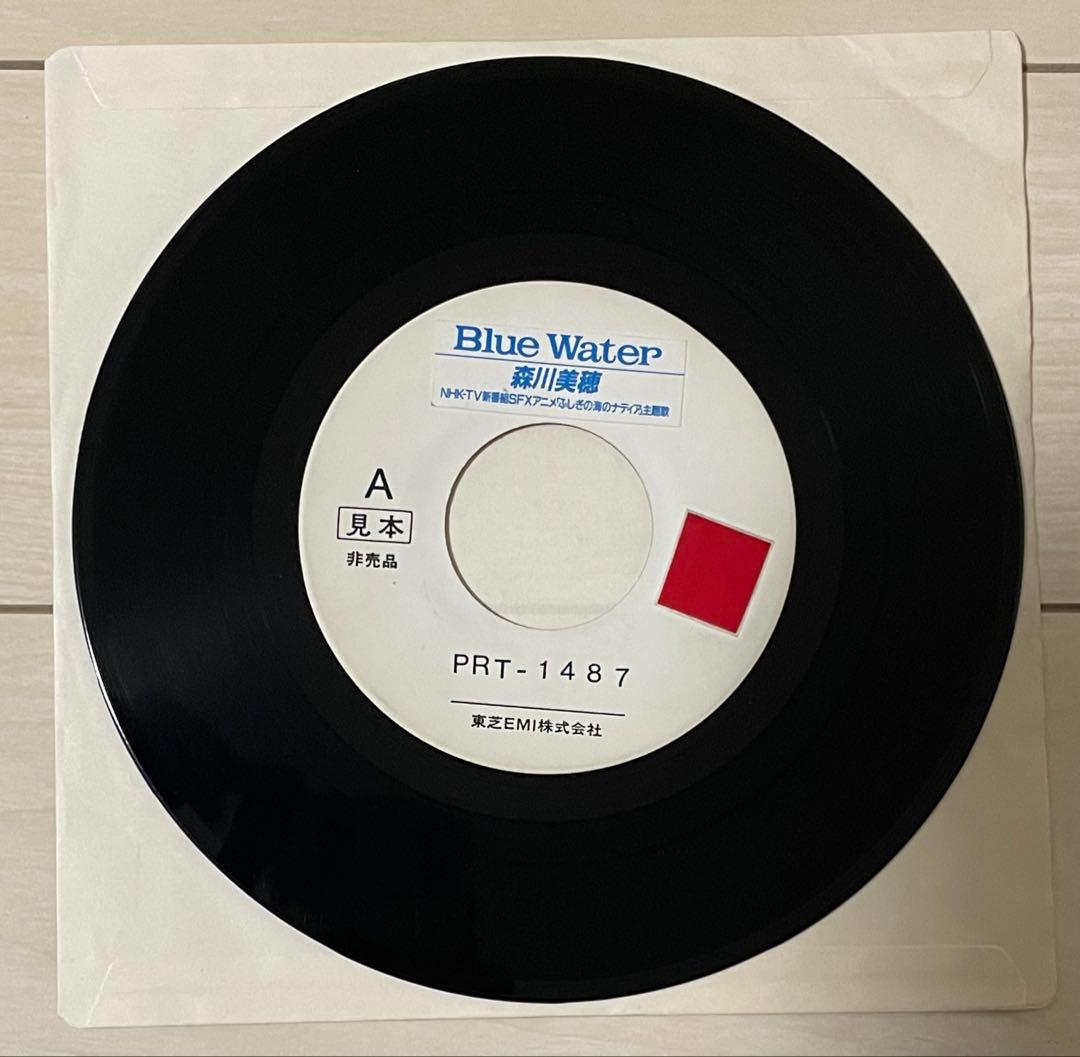 Blue Water
森川美穂
NHK-TV新番組SFXアニメ「ふしぎの海のナディア」主題歌
A
見本
非売品
PRT-1487
東芝EMI株式会社